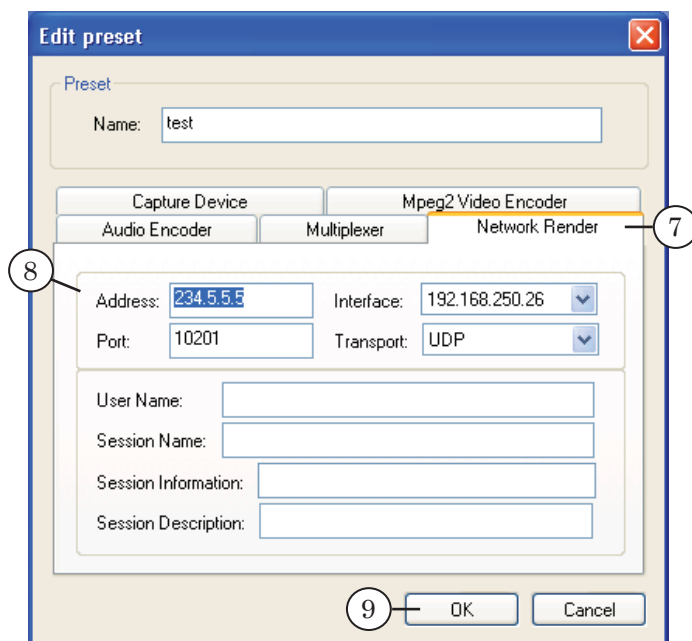 Edit preset
Preset
Name: test
Capture Device Mpeg2 Video Encoder
Audio Encoder Multiplexer Network Render 7
8
Address: 234.5.5.5 Interface: 192.168.250.26
Port: 10201 Transport: UDP
User Name:
Session Name:
Session Information:
Session Description:
9 OK Cancel